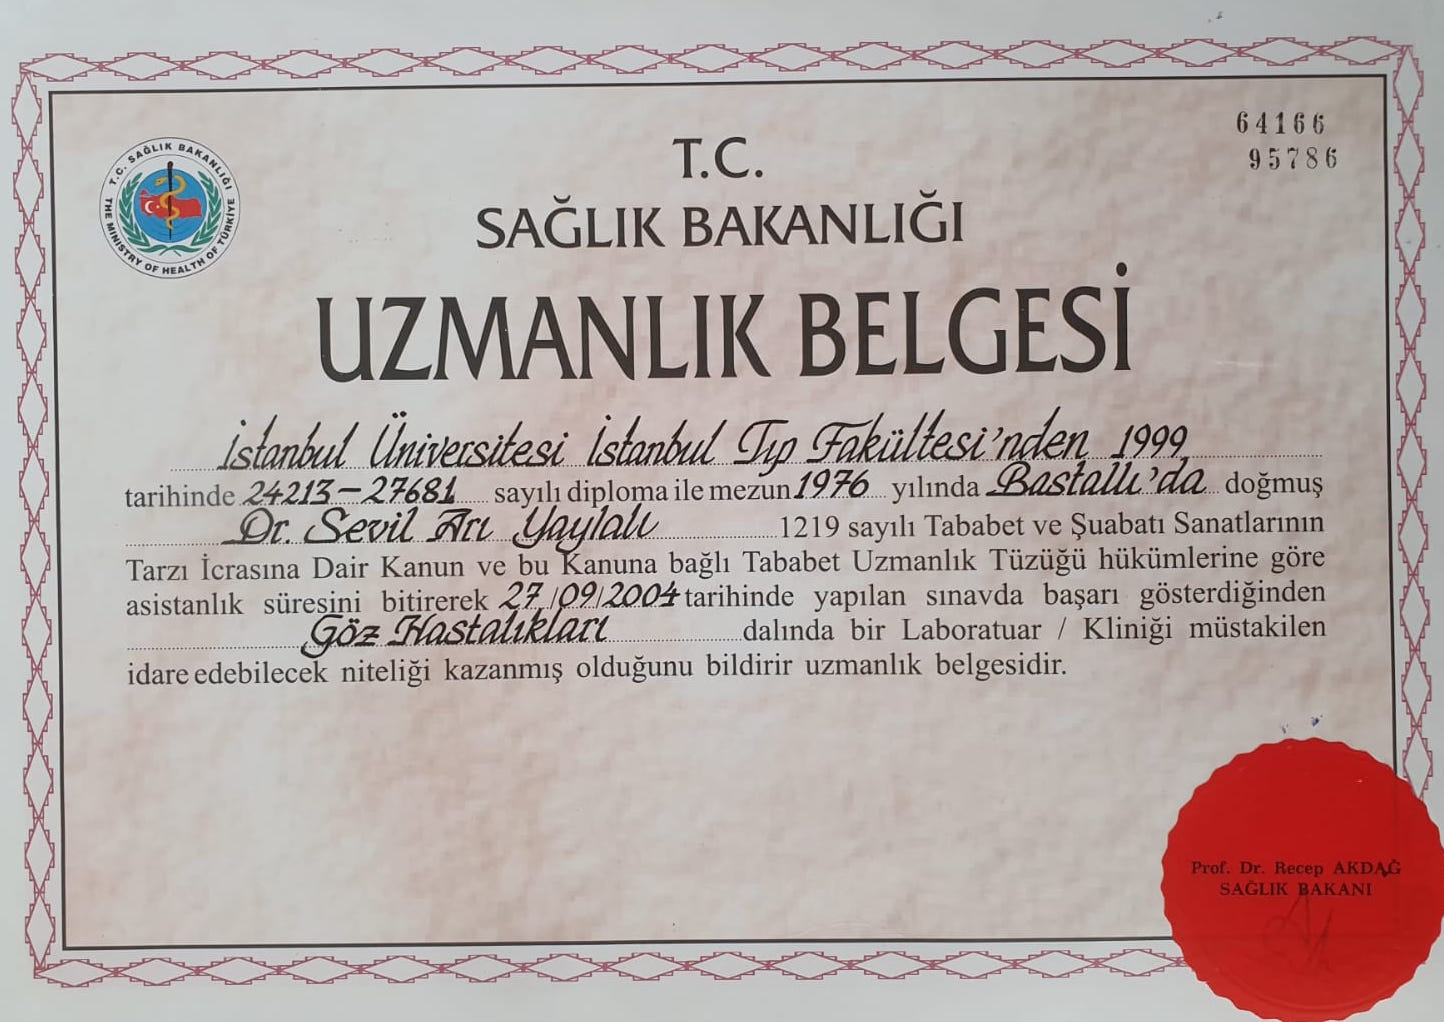 64166
95786
T.C. SAĞLIK BAKANLIĞI
THE MINISTRY OF HEALTH OF TÜRKİYE
T.C.
SAĞLIK BAKANLIĞI
UZMANLIK BELGESİ
İstanbul Üniversitesi İstanbul Tıp Fakültesi'nden 1999
tarihinde 24213-27681 sayılı diploma ile mezun 1976 yılında Bastallı'da doğmuş
Dr. Sevil Arı Yaylalı 1219 sayılı Tababet ve Şuabatı Sanatlarının
Tarzı İcrasına Dair Kanun ve bu Kanuna bağlı Tababet Uzmanlık Tüzüğü hükümlerine göre
asistanlık süresini bitirerek 27/09/2004 tarihinde yapılan sınavda başarı gösterdiğinden
Göz Hastalıkları dalında bir Laboratuar / Kliniği müstakilen
idare edebilecek niteliği kazanmış olduğunu bildirir uzmanlık belgesidir.
Prof. Dr. Recep AKDAĞ
SAĞLIK BAKANI